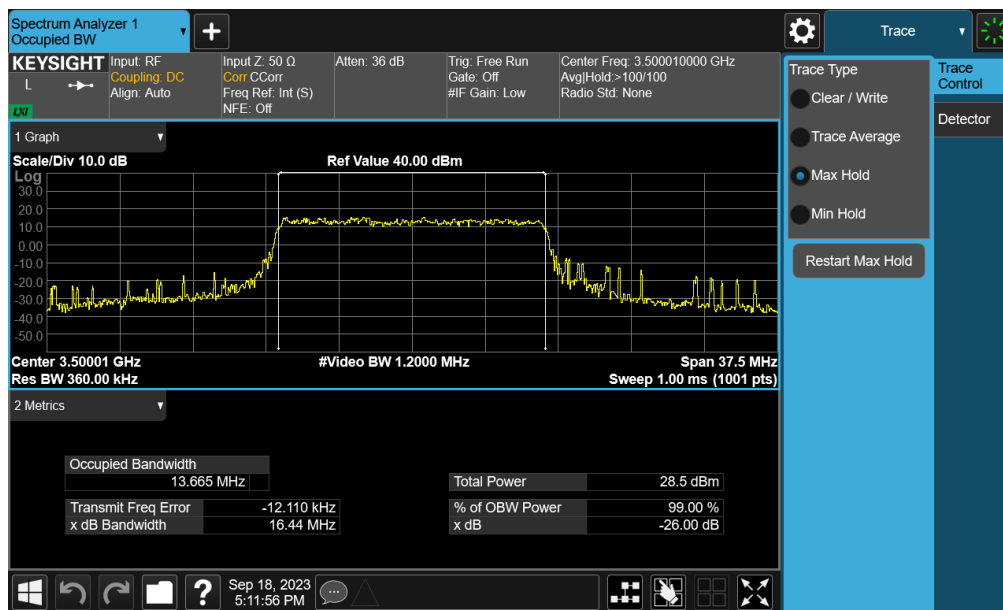 Spectrum Analyzer 1
Occupied BW
+
Trace
KEYSIGHT
L
LXI
Input: RF
Coupling: DC
Align: Auto
Input Z: 50 Ω
Corr CCorr
Freq Ref: Int (S)
NFE: Off
Atten: 36 dB
Trig: Free Run
Gate: Off
#IF Gain: Low
Center Freq: 3.500010000 GHz
Avg|Hold:>100/100
Radio Std: None
Trace Type
Clear / Write
Trace Average
Max Hold
Min Hold
Restart Max Hold
Trace
Control
Detector
1 Graph
Scale/Div 10.0 dB
Ref Value 40.00 dBm
Log
30.0
20.0
10.0
0.00
-10.0
-20.0
-30.0
-40.0
-50.0
Center 3.50001 GHz
#Video BW 1.2000 MHz
Span 37.5 MHz
Res BW 360.00 kHz
Sweep 1.00 ms (1001 pts)
2 Metrics
Occupied Bandwidth
13.665 MHz
Total Power 28.5 dBm
Transmit Freq Error -12.110 kHz
% of OBW Power 99.00 %
x dB Bandwidth 16.44 MHz
x dB -26.00 dB
?
Sep 18, 2023
5:11:56 PM